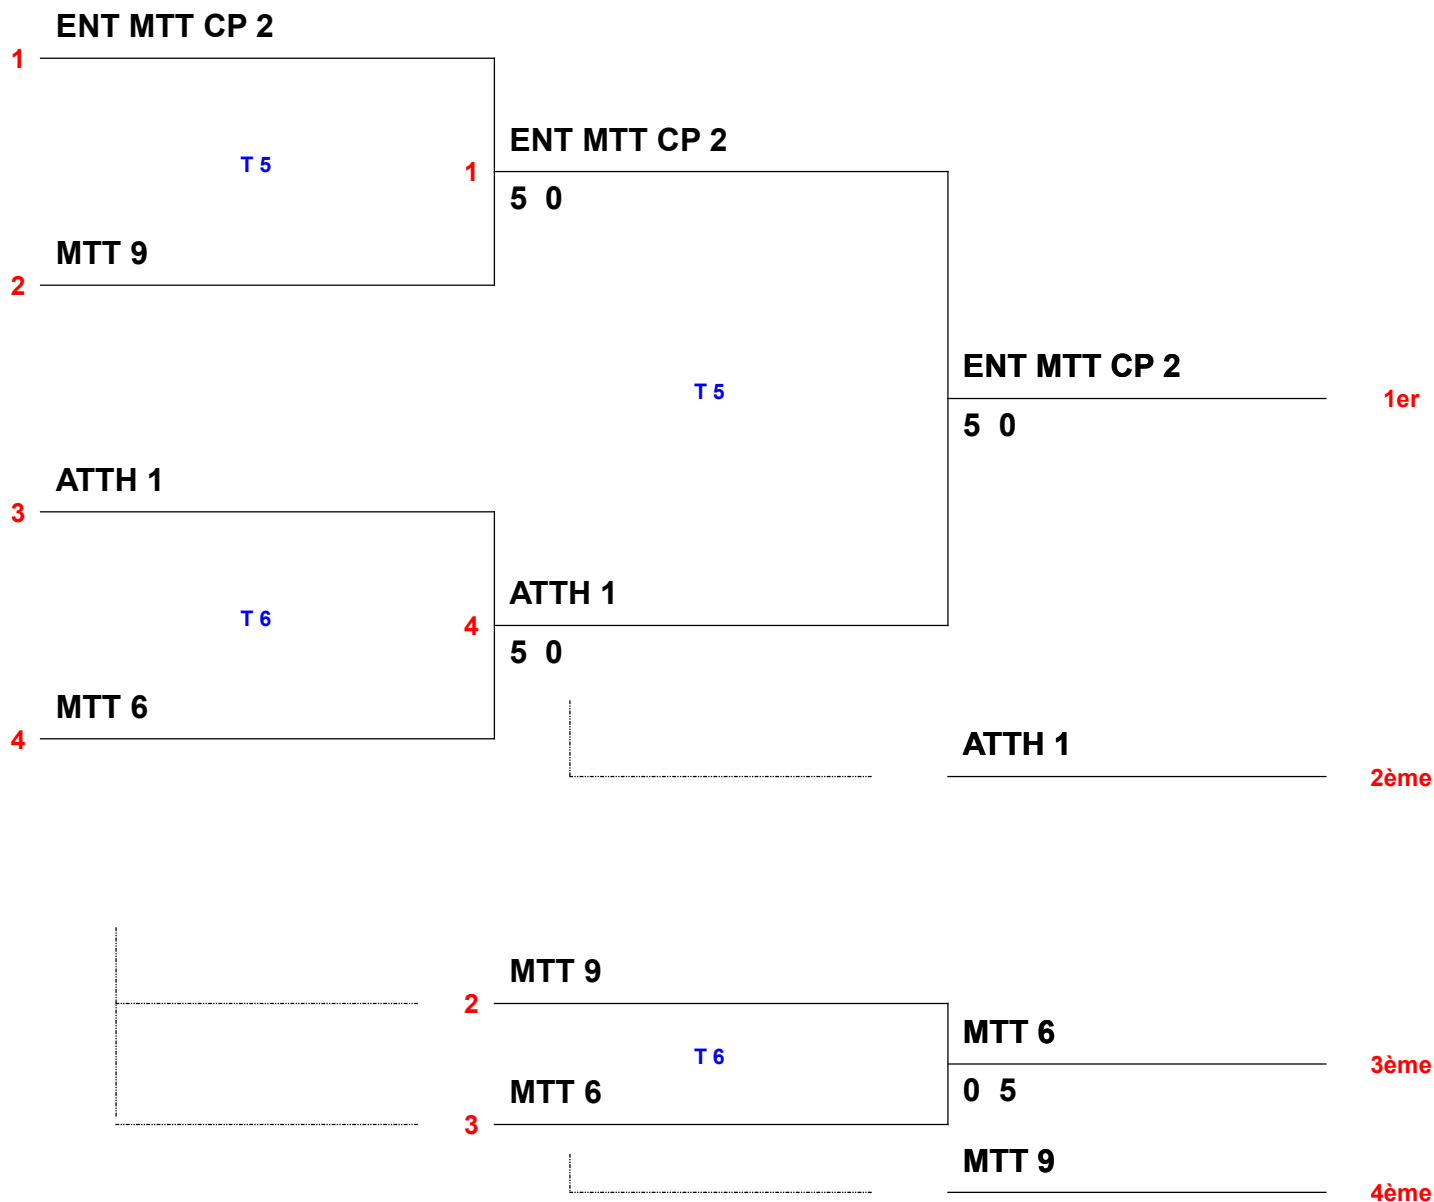 ENT MTT CP 2
1
ENT MTT CP 2
T 5
1
5 0
MTT 9
2
ENT MTT CP 2
T 5
1er
5 0
ATTH 1
3
ATTH 1
T 6
4
5 0
MTT 6
4
ATTH 1
2ème
MTT 9
2
MTT 6
T 6
3ème
MTT 6
0 5
3
MTT 9
4ème